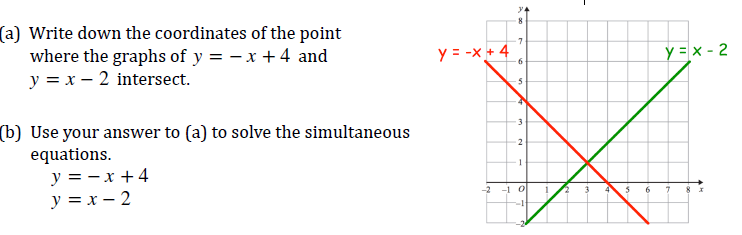 (a) Write down the coordinates of the point
where the graphs of y = − x + 4 and
y = x − 2 intersect.
(b) Use your answer to (a) to solve the simultaneous
equations.
y = − x + 4
y = x − 2
y
8
7
y = -x + 4
y = x - 2
6
5
4
3
2
1
-2 -1 O 1 2 3 4 5 6 7 8 x
-1
-2